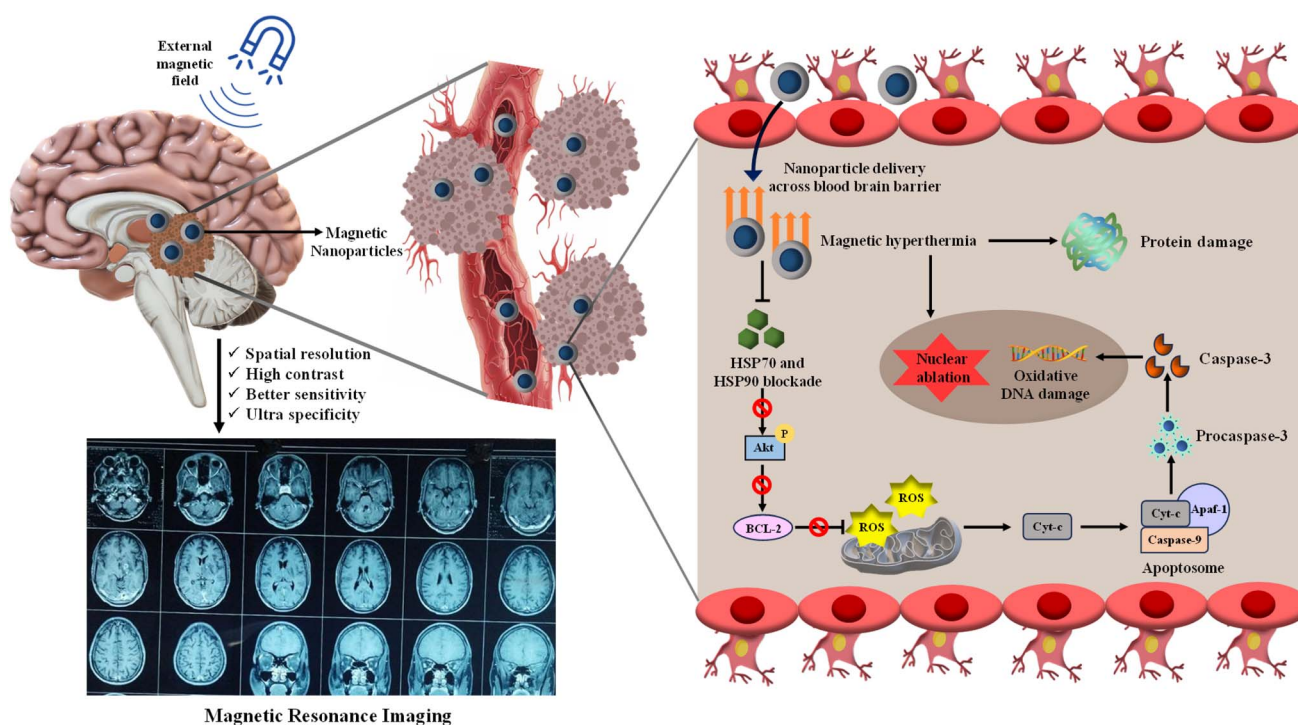 External
magnetic
field
Magnetic
Nanoparticles
✓ Spatial resolution
✓ High contrast
✓ Better sensitivity
✓ Ultra specificity
Magnetic Resonance Imaging
Nanoparticle delivery
across blood brain barrier
Magnetic hyperthermia
Protein damage
HSP70 and
HSP90 blockade
Nuclear
ablation
Oxidative
DNA damage
Caspase-3
Procaspase-3
P
Akt
BCL-2
ROS
ROS
Cyt-c
Cyt-c
Apaf-1
Caspase-9
Apoptosome